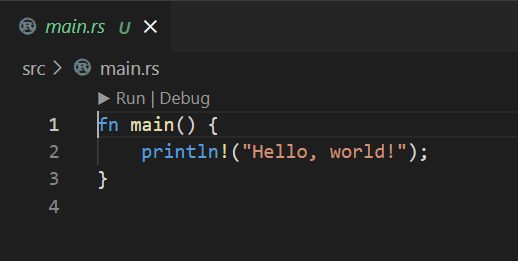 main.rs U
src > main.rs
Run | Debug
1 fn main() {
2     println!("Hello, world!");
3 }
4